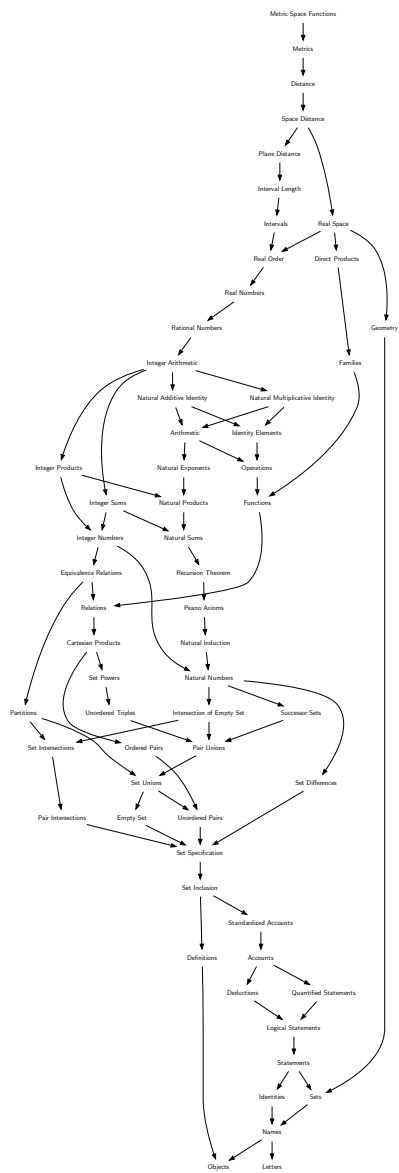 Metric Space Functions
Metrics
Distance
Space Distance
Plane Distance
Interval Length
Intervals
Real Space
Real Order
Direct Products
Real Numbers
Rational Numbers
Geometry
Integer Arithmetic
Families
Natural Additive Identity
Natural Multiplicative Identity
Arithmetic
Identity Elements
Integer Products
Natural Exponents
Operations
Integer Sums
Natural Products
Functions
Integer Numbers
Natural Sums
Equivalence Relations
Recursion Theorem
Relations
Peano Axioms
Cartesian Products
Natural Induction
Set Powers
Natural Numbers
Partitions
Unordered Triples
Intersection of Empty Set
Successor Sets
Set Intersections
Ordered Pairs
Pair Unions
Set Unions
Set Differences
Pair Intersections
Empty Set
Unordered Pairs
Set Specification
Set Inclusion
Standardized Accounts
Definitions
Accounts
Deductions
Quantified Statements
Logical Statements
Statements
Identities
Sets
Names
Objects
Letters